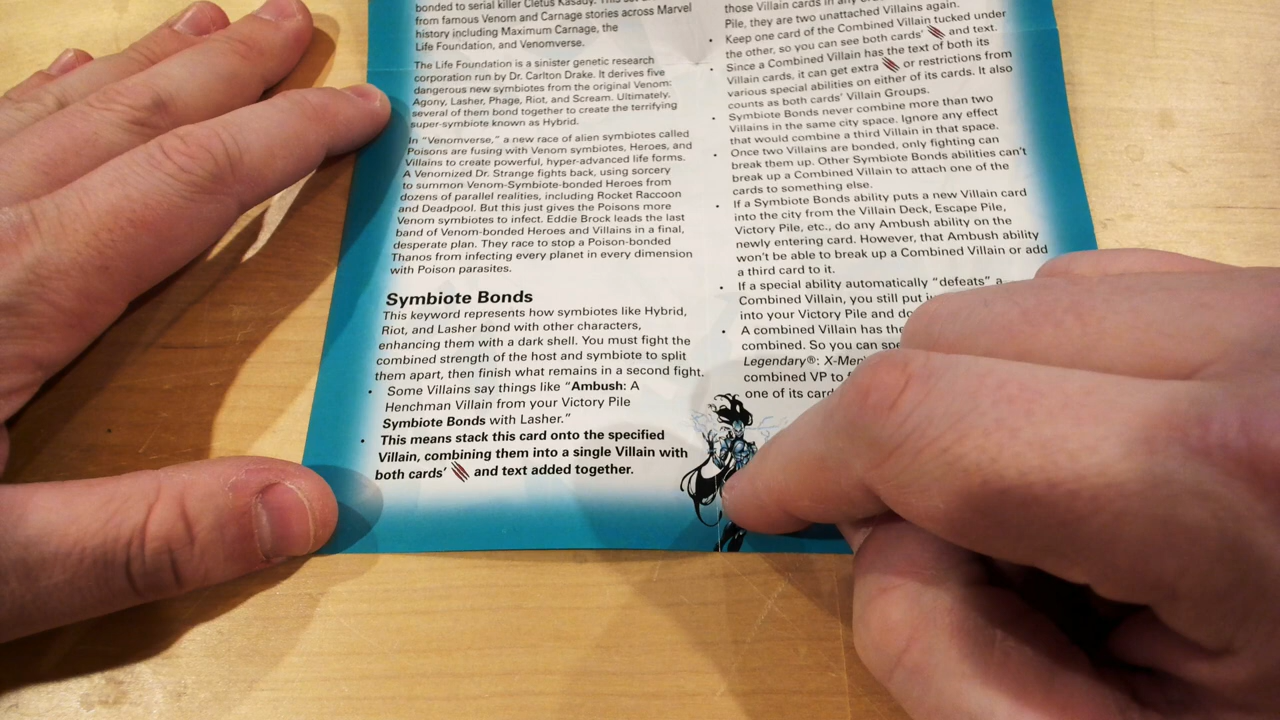 bonded to serial killer Cletus Kasady. This set
from famous Venom and Carnage stories across Marvel
history including Maximum Carnage, the
Life Foundation, and Venomverse.
The Life Foundation is a sinister genetic research
corporation run by Dr. Carlton Drake. It derives five
dangerous new symbiotes from the original Venom:
Agony, Lasher, Phage, Riot, and Scream. Ultimately,
several of them bond together to create the terrifying
super-symbiote known as Hybrid.
In “Venomverse,” a new race of alien symbiotes called
Poisons are fusing with Venom symbiotes, Heroes, and
Villains to create powerful, hyper-advanced life forms.
A Venomized Dr. Strange fights back, using sorcery
to summon Venom-Symbiote-bonded Heroes from
dozens of parallel realities, including Rocket Raccoon
and Deadpool. But this just gives the Poisons more
Venom symbiotes to infect. Eddie Brock leads the last
band of Venom-bonded Heroes and Villains in a final,
desperate plan. They race to stop a Poison-bonded
Thanos from infecting every planet in every dimension
with Poison parasites.
Symbiote Bonds
This keyword represents how symbiotes like Hybrid,
Riot, and Lasher bond with other characters,
enhancing them with a dark shell. You must fight the
combined strength of the host and symbiote to split
them apart, then finish what remains in a second fight.
• Some Villains say things like “Ambush: A
Henchman Villain from your Victory Pile
Symbiote Bonds with Lasher.”
• This means stack this card onto the specified
Villain, combining them into a single Villain with
both cards’ and text added together.
those Villain cards in any
Pile, they are two unattached Villains again.
• Keep one card of the Combined Villain tucked under
the other, so you can see both cards’ and text.
• Since a Combined Villain has the text of both its
Villain cards, it can get extra or restrictions from
various special abilities on either of its cards. It also
counts as both cards’ Villain Groups.
• Symbiote Bonds never combine more than two
Villains in the same city space. Ignore any effect
that would combine a third Villain in that space.
• Once two Villains are bonded, only fighting can
break them up. Other Symbiote Bonds abilities can’t
break up a Combined Villain to attach one of the
cards to something else.
• If a Symbiote Bonds ability puts a new Villain card
into the city from the Villain Deck, Escape Pile,
Victory Pile, etc., do any Ambush ability on the
newly entering card. However, that Ambush ability
won’t be able to break up a Combined Villain or add
a third card to it.
• If a special ability automatically “defeats” a
Combined Villain, you still put
into your Victory Pile and
• A combined Villain has the
combined. So you can
Legendary®: X-Men
combined VP to
one of its